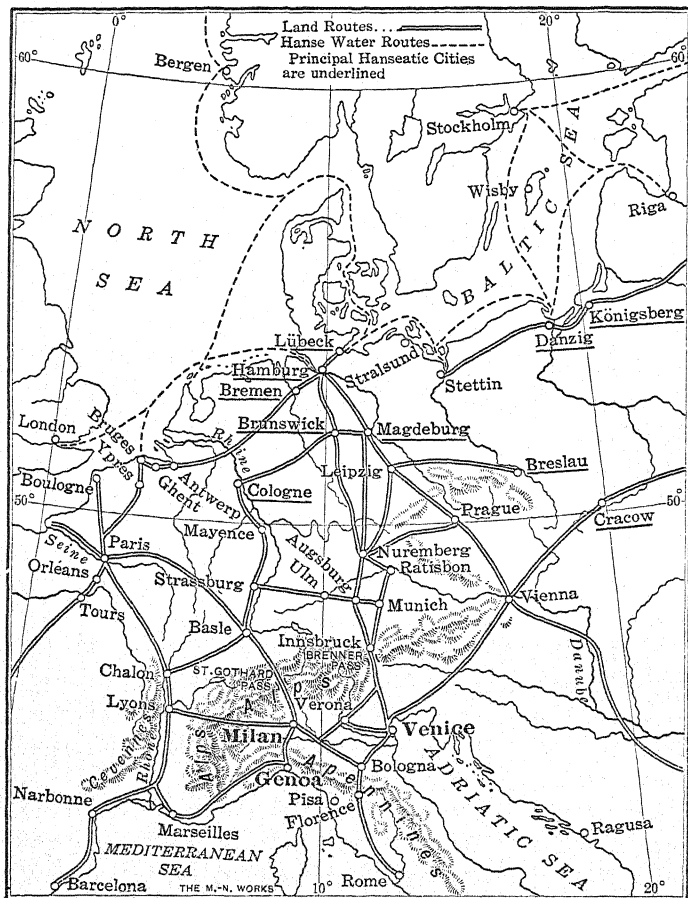 0°
20°
Land Routes....
Hanse Water Routes
Principal Hanseatic Cities
are underlined
60°
60°
Bergen
Stockholm
Wisby
Riga
NORTH
SEA
BALTIC SEA
Königsberg
Danzig
Lübeck
Stralsund
Hamburg
Stettin
Bremen
London
Bruges
Ypres
Rhine
Brunswick
Magdeburg
Boulogne
Ghent
Antwerp
Cologne
Leipzig
Breslau
50°
50°
Cracow
Seine
Paris
Mayence
Prague
Nuremberg
Orléans
Augsburg
Ratisbon
Strassburg
Ulm
Tours
Munich
Vienna
Basle
Innsbruck
BRENNER
PASS
Danube
Chalon
ST. GOTHARD
PASS
Lyons
Alps
Verona
Milan
Venice
Cevennes
Rhone
Alps
Genoa
Apennines
Bologna
ADRIATIC SEA
Narbonne
Pisa
Florence
Marseilles
Ragusa
MEDITERRANEAN
SEA
Barcelona
THE M.-N. WORKS
10°
Rome
20°